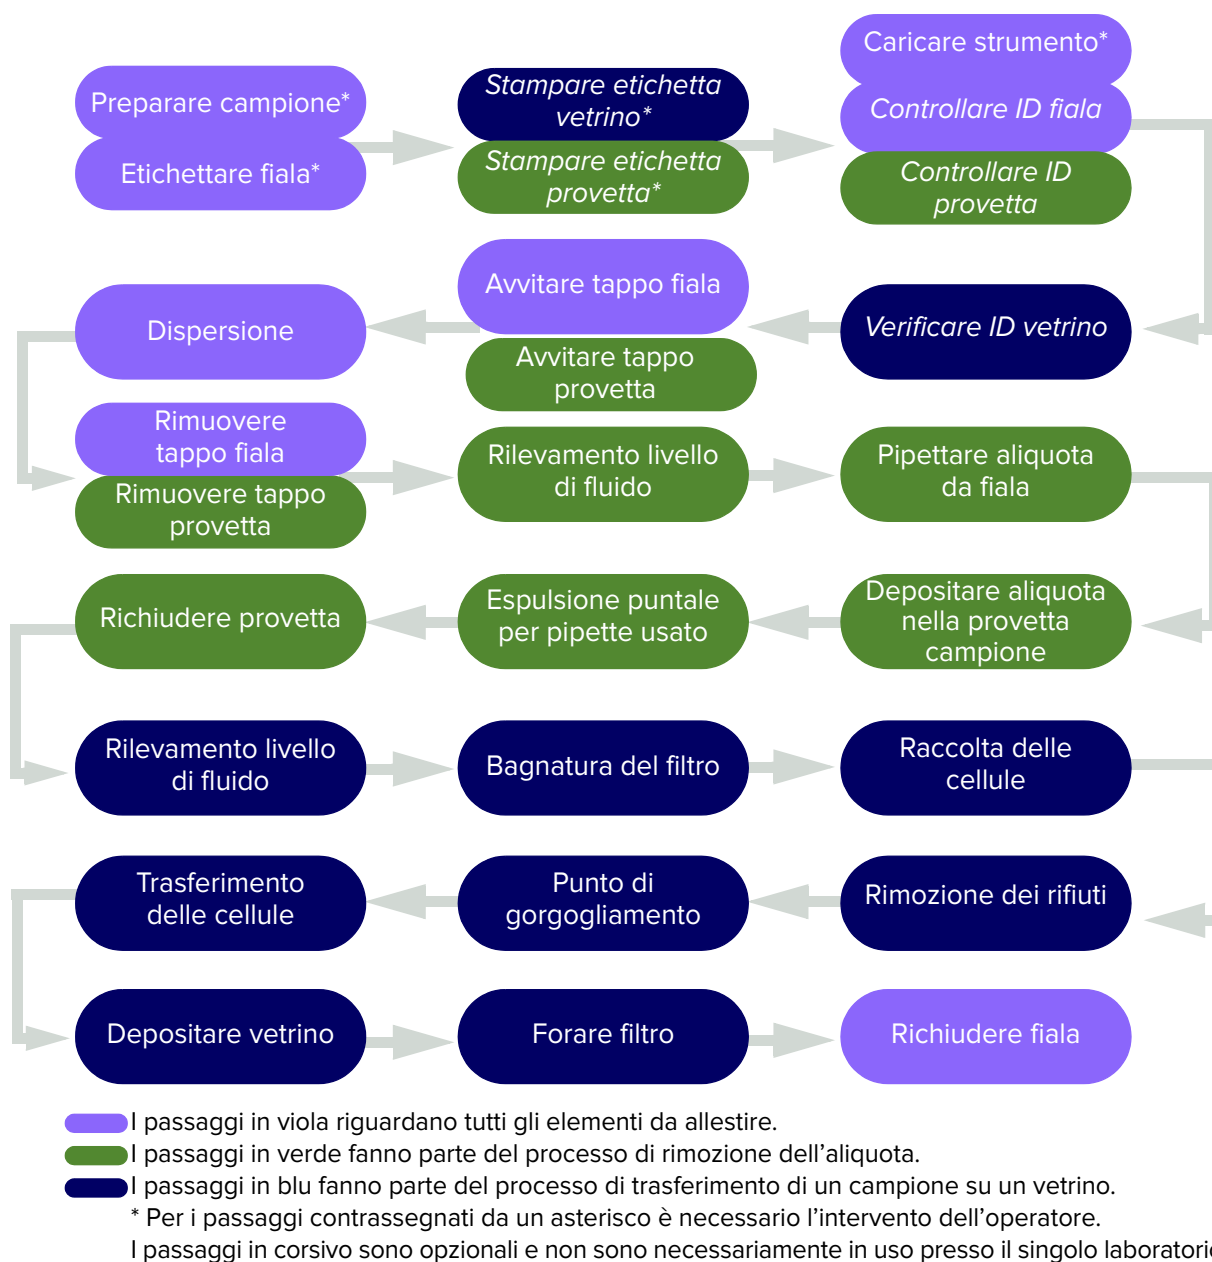 Preparare campione*
Etichettare fiala*
Stampare etichetta
vetrino*
Stampare etichetta
provetta*
Caricare strumento*
Controllare ID fiala
Controllare ID
provetta
Dispersione
Avvitare tappo fiala
Avvitare tappo
provetta
Verificare ID vetrino
Rimuovere
tappo fiala
Rimuovere tappo
provetta
Rilevamento livello
di fluido
Pipettare aliquota
da fiala
Richiudere provetta
Espulsione puntale
per pipette usato
Depositare aliquota
nella provetta
campione
Rilevamento livello
di fluido
Bagnatura del filtro
Raccolta delle
cellule
Trasferimento
delle cellule
Punto di
gorgogliamento
Rimozione dei rifiuti
Depositare vetrino
Forare filtro
Richiudere fiala
I passaggi in viola riguardano tutti gli elementi da allestire.
I passaggi in verde fanno parte del processo di rimozione dell'aliquota.
I passaggi in blu fanno parte del processo di trasferimento di un campione su un vetrino.
* Per i passaggi contrassegnati da un asterisco è necessario l'intervento dell'operatore.
I passaggi in corsivo sono opzionali e non sono necessariamente in uso presso il singolo laboratorio